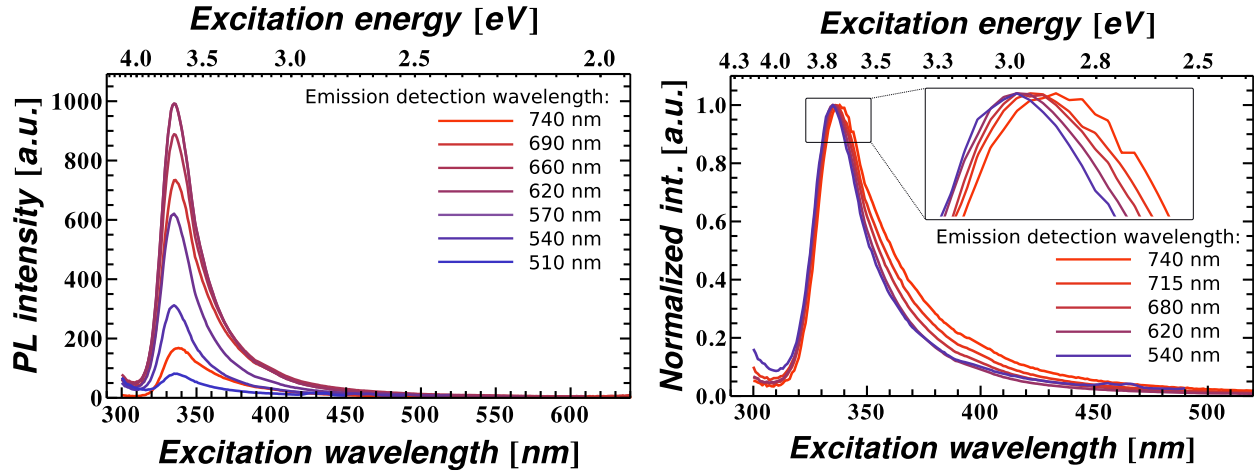 Excitation energy [eV]
4.0 3.5 3.0 2.5 2.0
PL intensity [a.u.]
1000
800
600
400
200
0
Emission detection wavelength:
740 nm
690 nm
660 nm
620 nm
570 nm
540 nm
510 nm
300 350 400 450 500 550 600
Excitation wavelength [nm]
Excitation energy [eV]
4.3 4.0 3.8 3.5 3.3 3.0 2.8 2.5
Normalized int. [a.u.]
1.0
0.8
0.6
0.4
0.2
0.0
Emission detection wavelength:
740 nm
715 nm
680 nm
620 nm
540 nm
300 350 400 450 500
Excitation wavelength [nm]